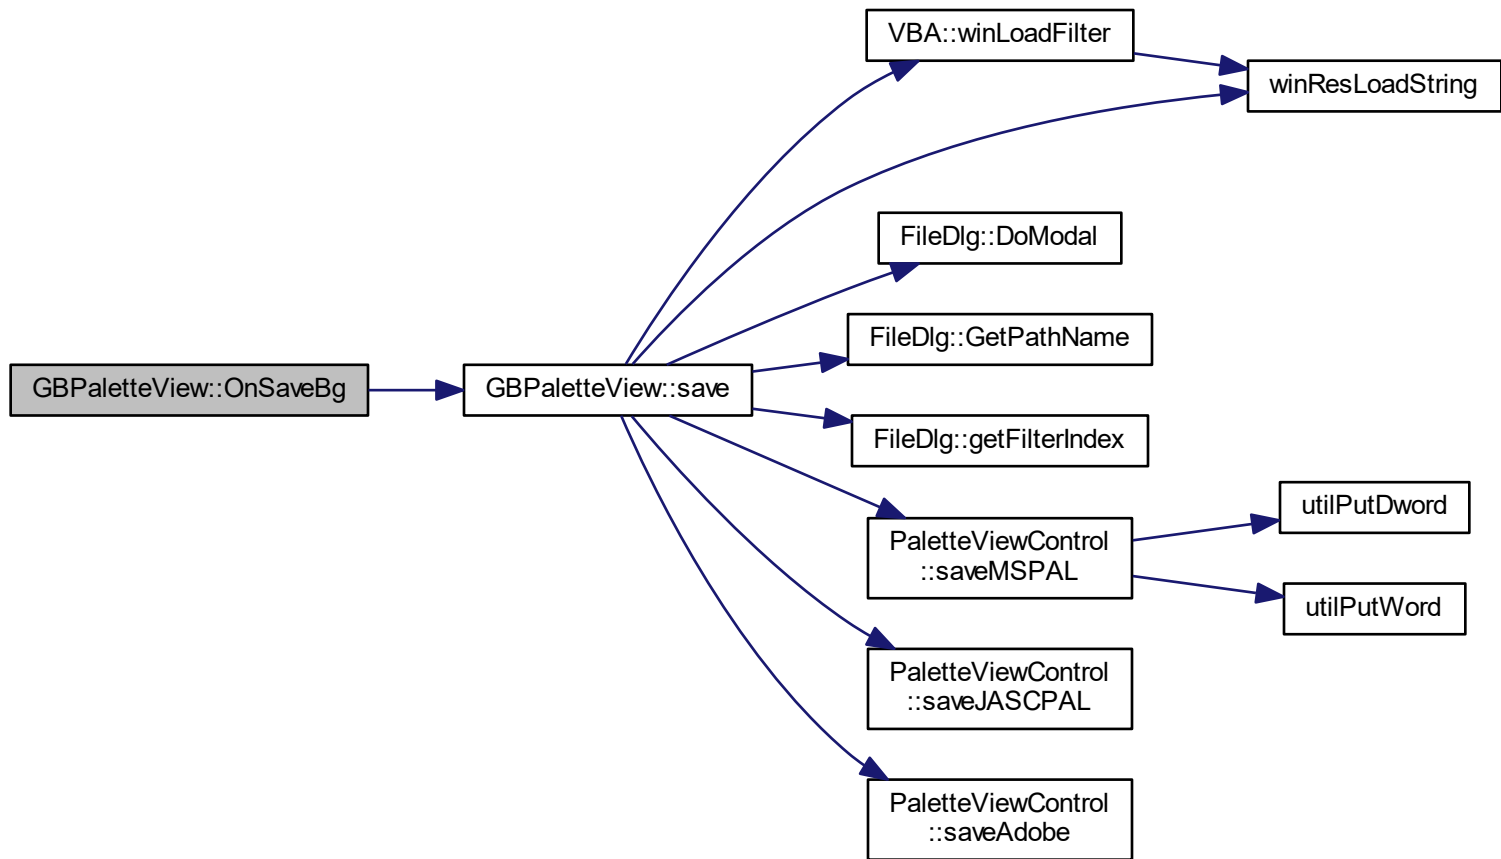 VBA::winLoadFilter
winResLoadString
FileDlg::DoModal
FileDlg::GetPathName
GBPaletteView::OnSaveBg
GBPaletteView::save
FileDlg::getFilterIndex
PaletteViewControl
::saveMSPAL
utilPutDword
utilPutWord
PaletteViewControl
::saveJASCPAL
PaletteViewControl
::saveAdobe